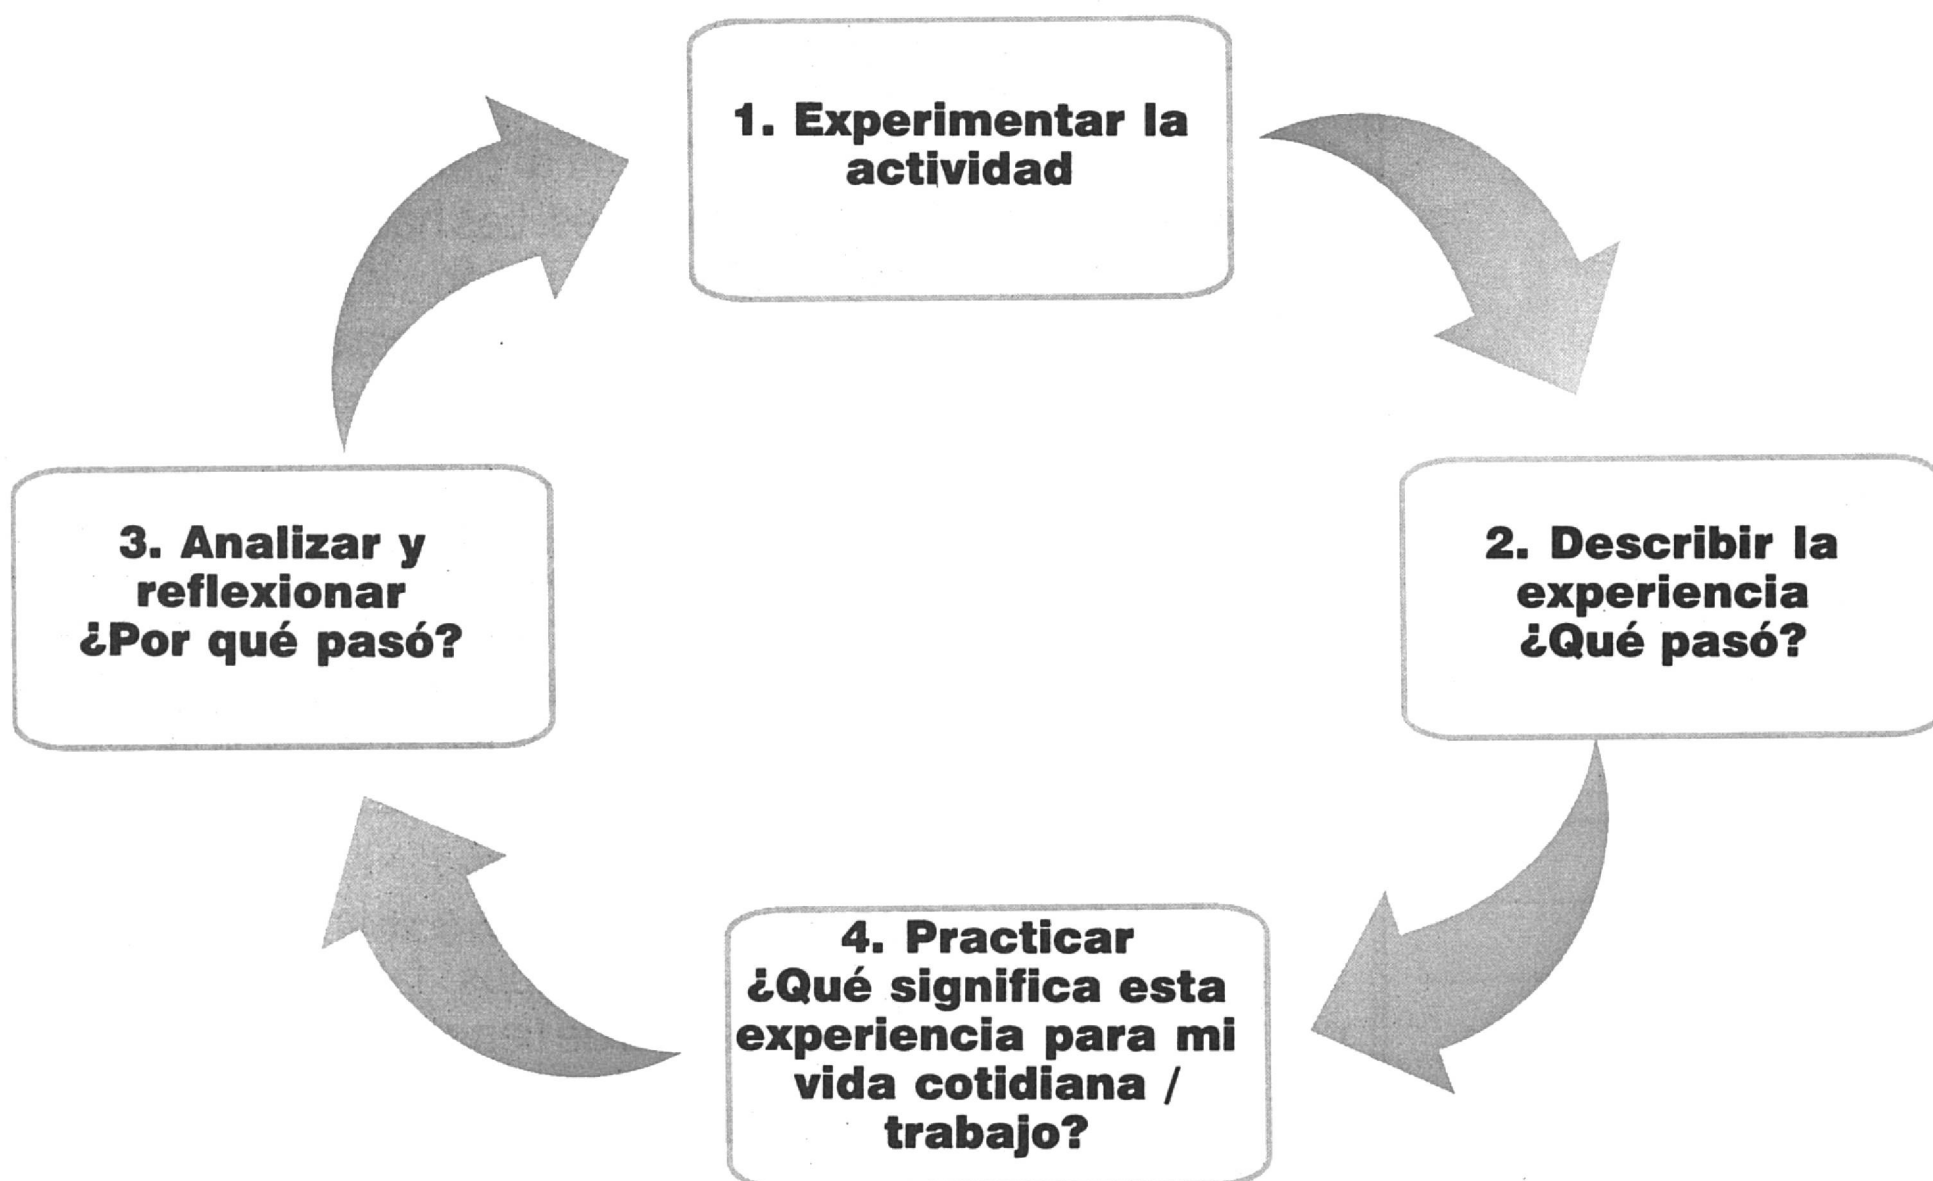 1. Experimentar la
actividad
2. Describir la
experiencia
¿Qué pasó?
3. Analizar y
reflexionar
¿Por qué pasó?
4. Practicar
¿Qué significa esta
experiencia para mi
vida cotidiana /
trabajo?